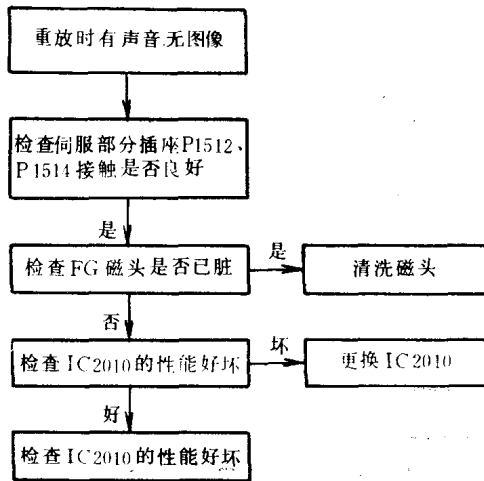 重放时有声音无图像
检查伺服部分插座P1512、
P1514接触是否良好
是
检查FG磁头是否已脏
是
清洗磁头
否
检查IC2010的性能好坏
坏
更换IC2010
好
检查IC2010的性能好坏